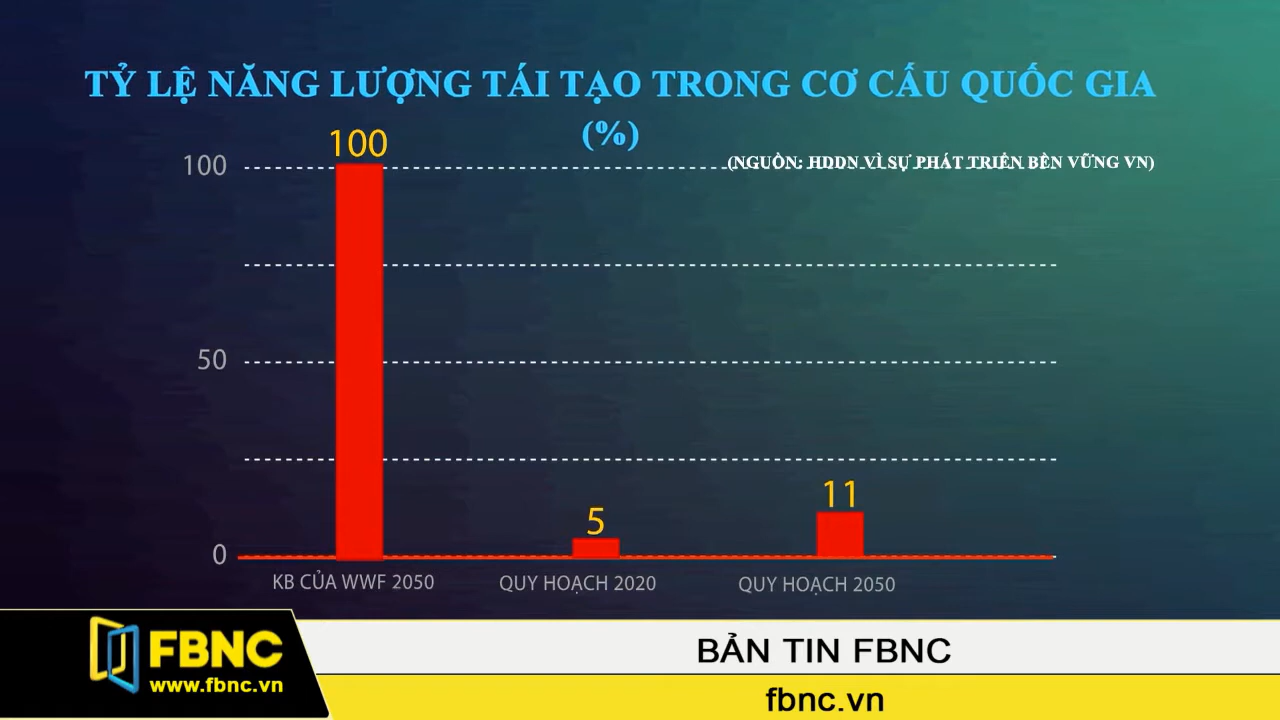 TỶ LỆ NĂNG LƯỢNG TÁI TẠO TRONG CƠ CẤU QUỐC GIA
(%)
(NGUỒN: HDDN VÌ SỰ PHÁT TRIỂN BỀN VỮNG VN)
100
100
50
5
11
0
KB CỦA WWF 2050
QUY HOẠCH 2020
QUY HOẠCH 2050
FBNC
www.fbnc.vn
BẢN TIN FBNC
fbnc.vn